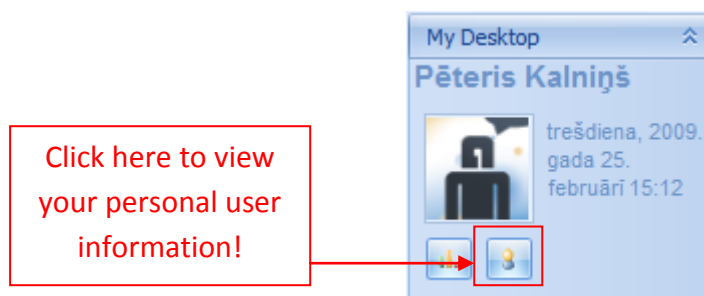 My Desktop
Pēteris Kalniņš
trešdiena, 2009.
gada 25.
februārī 15:12
Click here to view
your personal user
information!